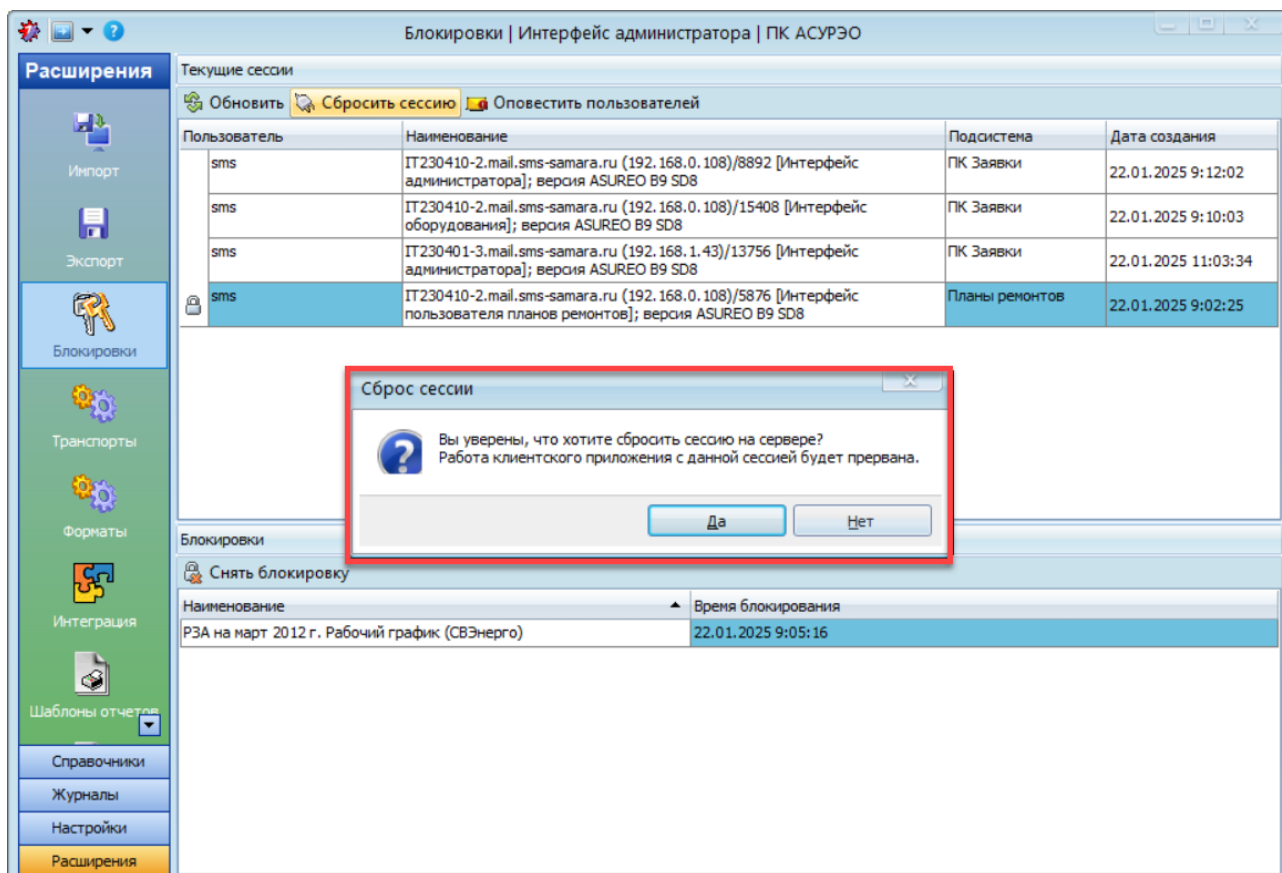 Блокировки | Интерфейс администратора | ПК АСУРЭО
Расширения
Импорт
Экспорт
Блокировки
Транспорты
Форматы
Интеграция
Шаблоны отчетов
Справочники
Журналы
Настройки
Расширения
Текущие сессии
Обновить Сбросить сессию Оповестить пользователей
Пользователь Наименование Подсистема Дата создания
sms IT230410-2.mail.sms-samara.ru (192.168.0.108)/8892 [Интерфейс ПК Заявки 22.01.2025 9:12:02
администратора]; версия ASUREO B9 SD8
sms IT230410-2.mail.sms-samara.ru (192.168.0.108)/15408 [Интерфейс ПК Заявки 22.01.2025 9:10:03
оборудования]; версия ASUREO B9 SD8
sms IT230401-3.mail.sms-samara.ru (192.168.1.43)/13756 [Интерфейс ПК Заявки 22.01.2025 11:03:34
администратора]; версия ASUREO B9 SD8
sms IT230410-2.mail.sms-samara.ru (192.168.0.108)/5876 [Интерфейс Планы ремонтов 22.01.2025 9:02:25
пользователя планов ремонтов]; версия ASUREO B9 SD8
Сброс сессии
Вы уверены, что хотите сбросить сессию на сервере?
Работа клиентского приложения с данной сессией будет прервана.
Да Нет
Блокировки
Снять блокировку
Наименование Время блокирования
РЗА на март 2012 г. Рабочий график (СВЭнерго) 22.01.2025 9:05:16